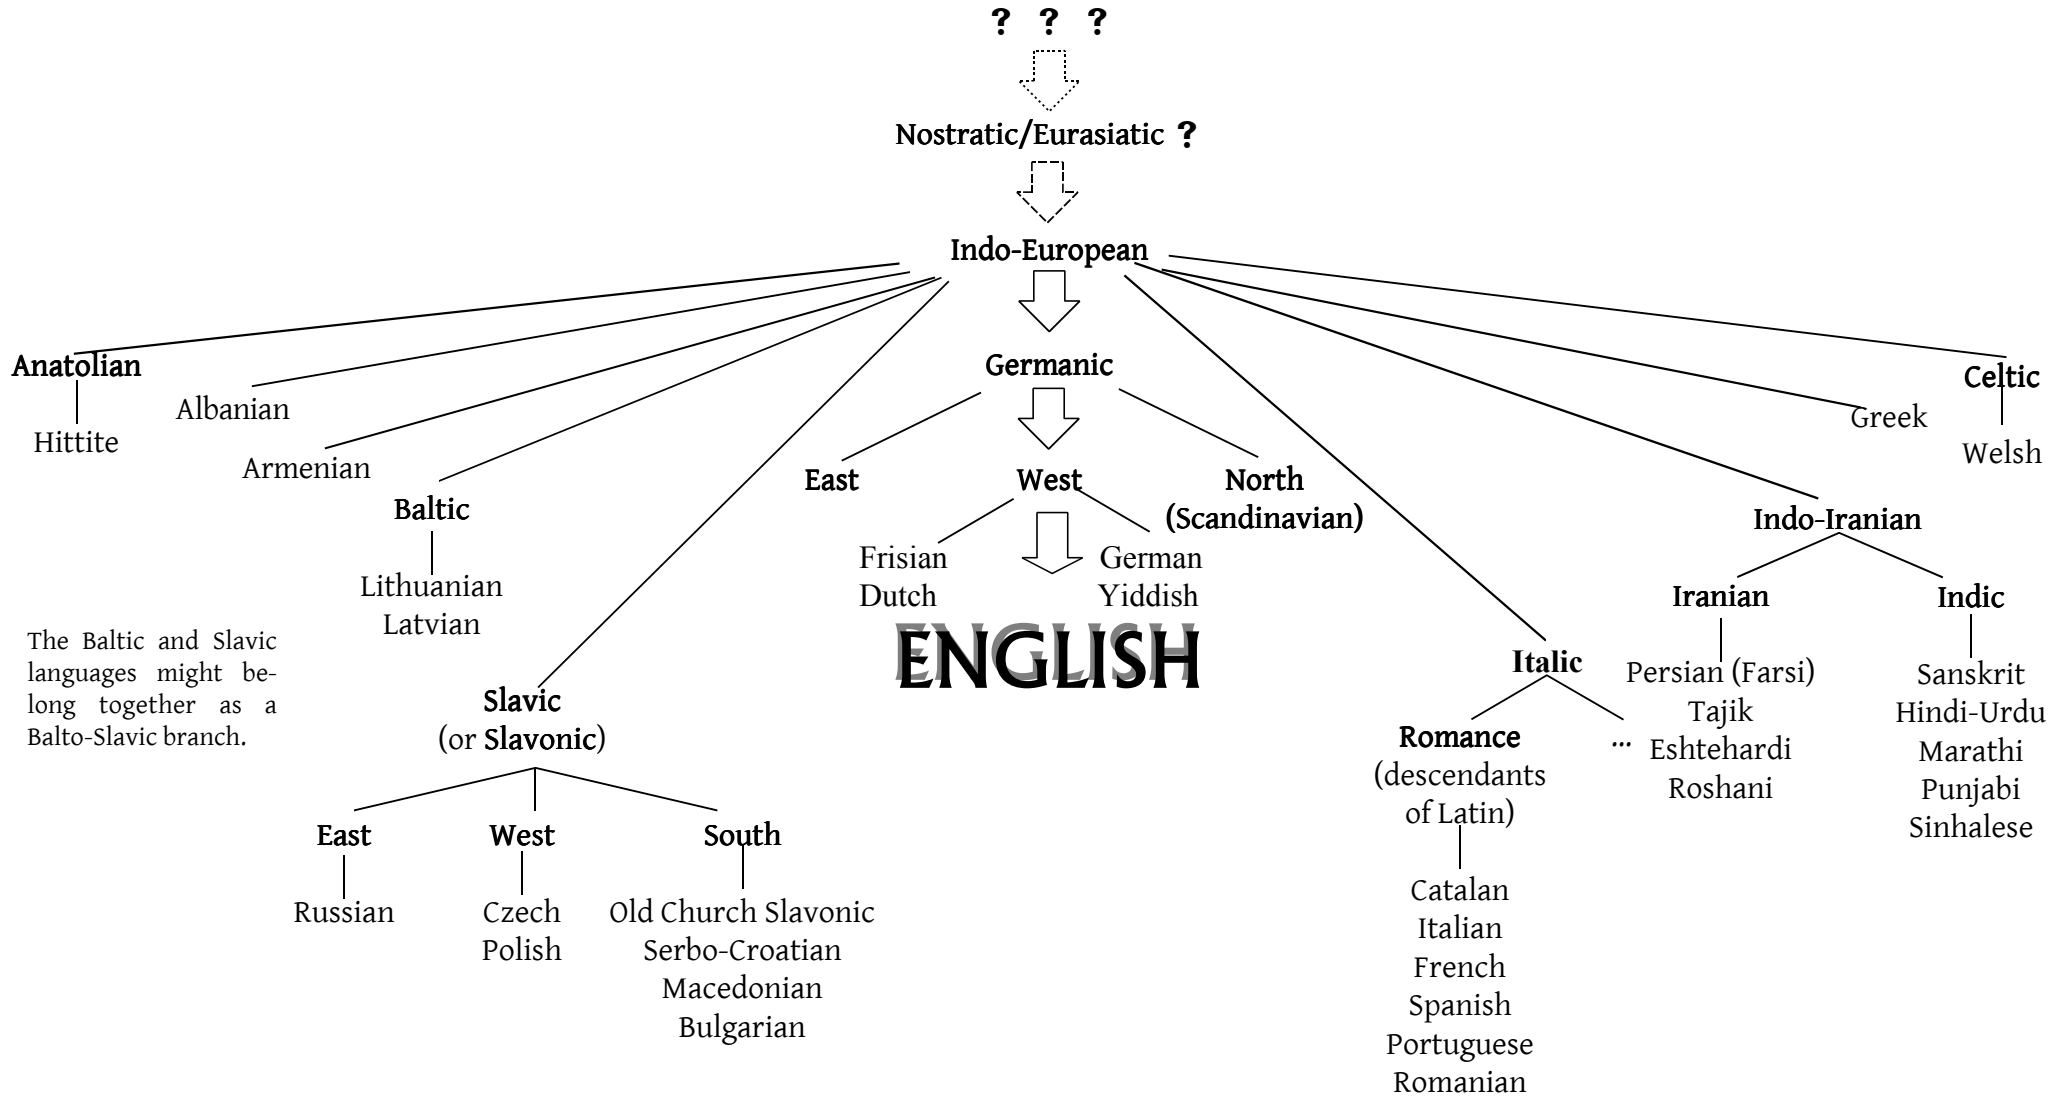 ? ? ?
Nostratic/Eurasiatic ?
Indo-European
Anatolian
Hittite
Albanian
Armenian
Baltic
Lithuanian
Latvian
The Baltic and Slavic
languages might be-
long together as a
Balto-Slavic branch.
Slavic
(or Slavonic)
East
Russian
West
Czech
Polish
South
Old Church Slavonic
Serbo-Croatian
Macedonian
Bulgarian
Germanic
East
West
North
(Scandinavian)
Frisian
Dutch
German
Yiddish
ENGLISH
Italic
Romance
(descendants
of Latin)
...
Catalan
Italian
French
Spanish
Portuguese
Romanian
Indo-Iranian
Iranian
Persian (Farsi)
Tajik
Eshtehardi
Roshani
Indic
Sanskrit
Hindi-Urdu
Marathi
Punjabi
Sinhalese
Greek
Celtic
Welsh